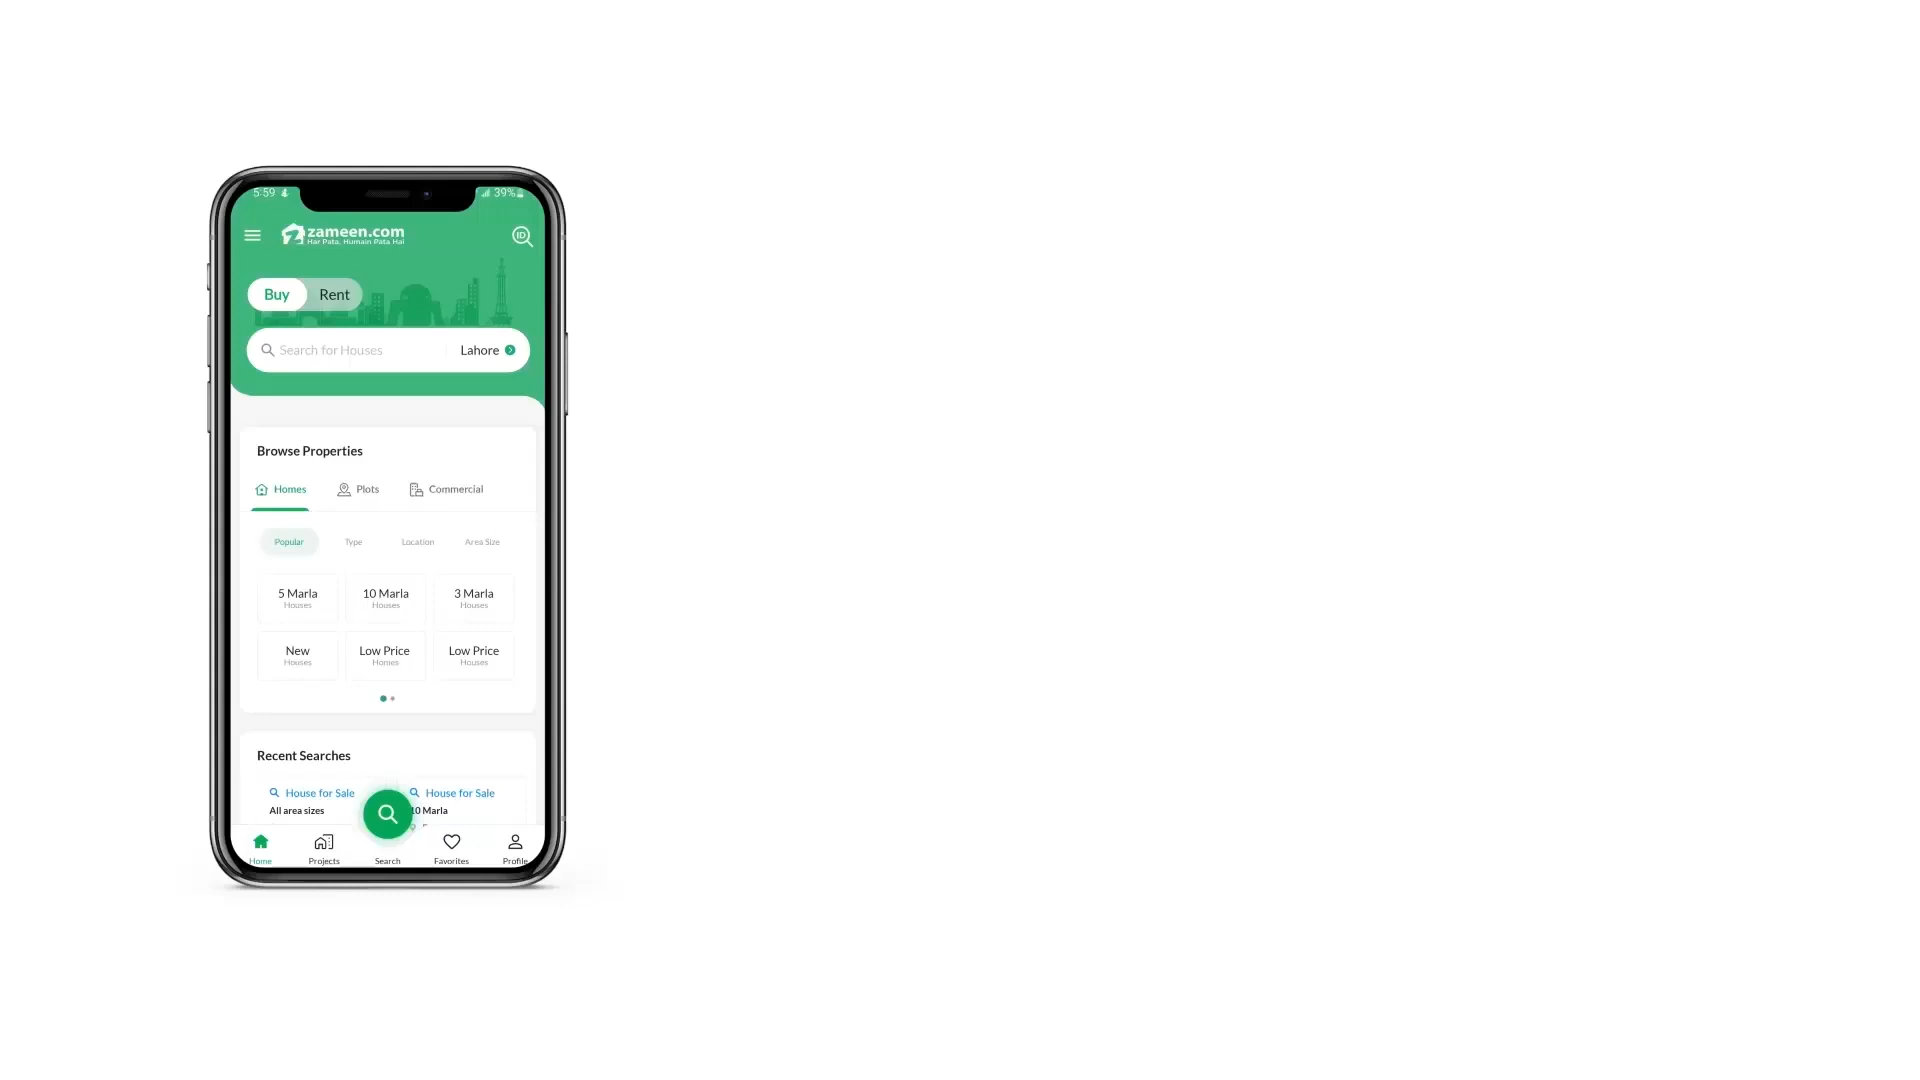 5:59 39%
zameen.com
Har Pata, Humain Pata Hai
ID
Buy Rent
Search for Houses Lahore
Browse Properties
Homes Plots Commercial
Popular Type Location Area Size
5 Marla 10 Marla 3 Marla
Houses Houses Houses
New Low Price Low Price
Houses Homes Houses
Recent Searches
House for Sale House for Sale
All area sizes 10 Marla
Home Projects Search Favorites Profile